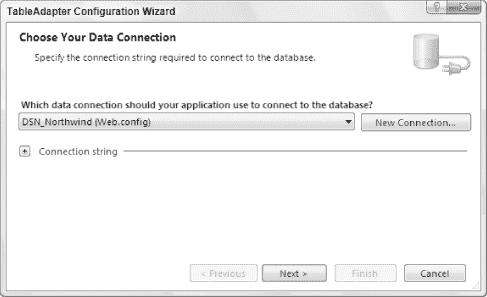 TableAdapter Configuration Wizard
?
Choose Your Data Connection
Specify the connection string required to connect to the database.
Which data connection should your application use to connect to the database?
DSN_Northwind (Web.config)
New Connection...
+ Connection string
< Previous
Next >
Finish
Cancel